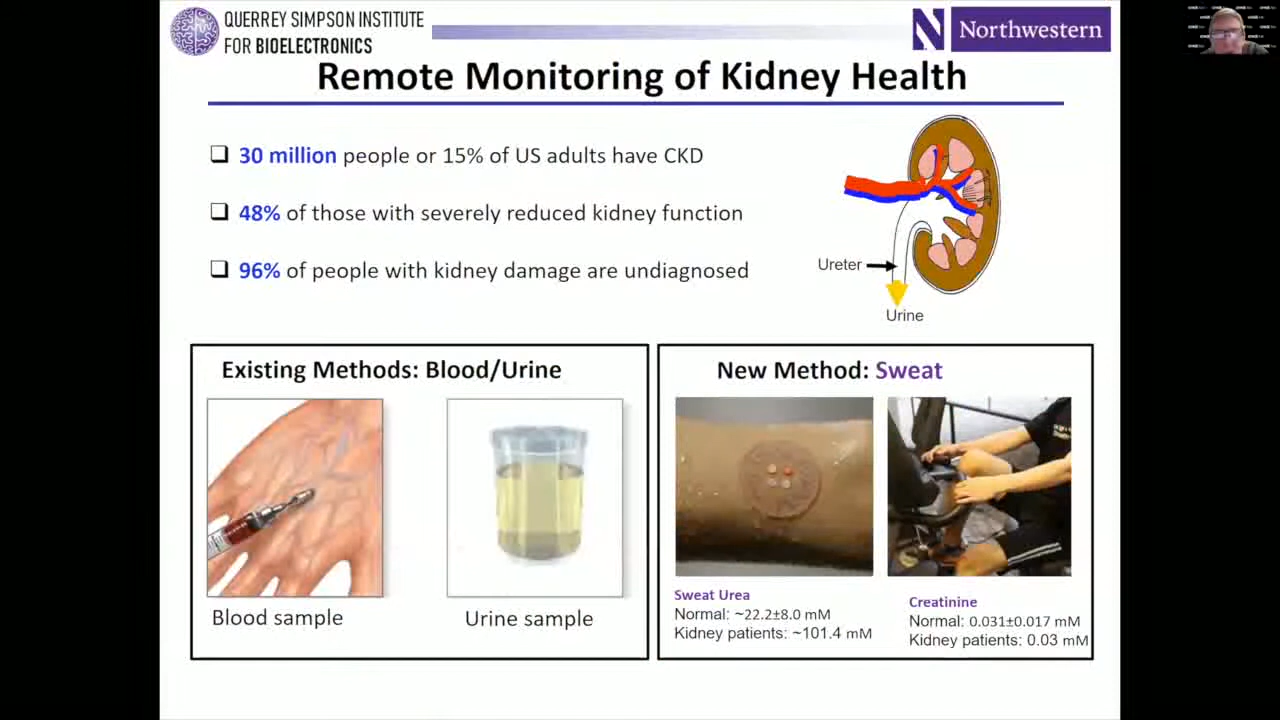 QUERREY SIMPSON INSTITUTE
FOR BIOELECTRONICS
N Northwestern
Remote Monitoring of Kidney Health
30 million people or 15% of US adults have CKD
48% of those with severely reduced kidney function
96% of people with kidney damage are undiagnosed
Ureter
Urine
Existing Methods: Blood/Urine
Blood sample
Urine sample
New Method: Sweat
Sweat Urea
Normal: ~22.2±8.0 mM
Kidney patients: ~101.4 mM
Creatinine
Normal: 0.031±0.017 mM
Kidney patients: 0.03 mM